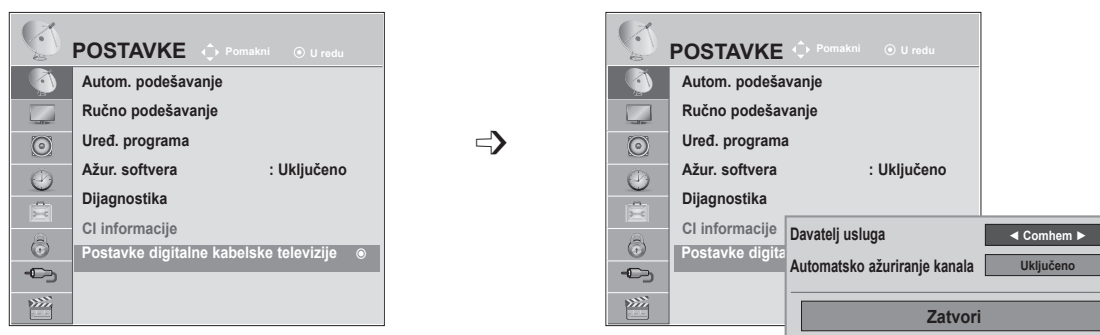 POSTAVKE Pomakni U redu
Autom. podešavanje
Ručno podešavanje
Uređ. programa
Ažur. softvera : Uključeno
Dijagnostika
CI informacije
Postavke digitalne kabelske televizije
POSTAVKE Pomakni U redu
Autom. podešavanje
Ručno podešavanje
Uređ. programa
Ažur. softvera : Uključeno
Dijagnostika
CI informacije
Postavke digita
Davatelj usluga ◄ Comhem ►
Automatsko ažuriranje kanala Uključeno
Zatvori